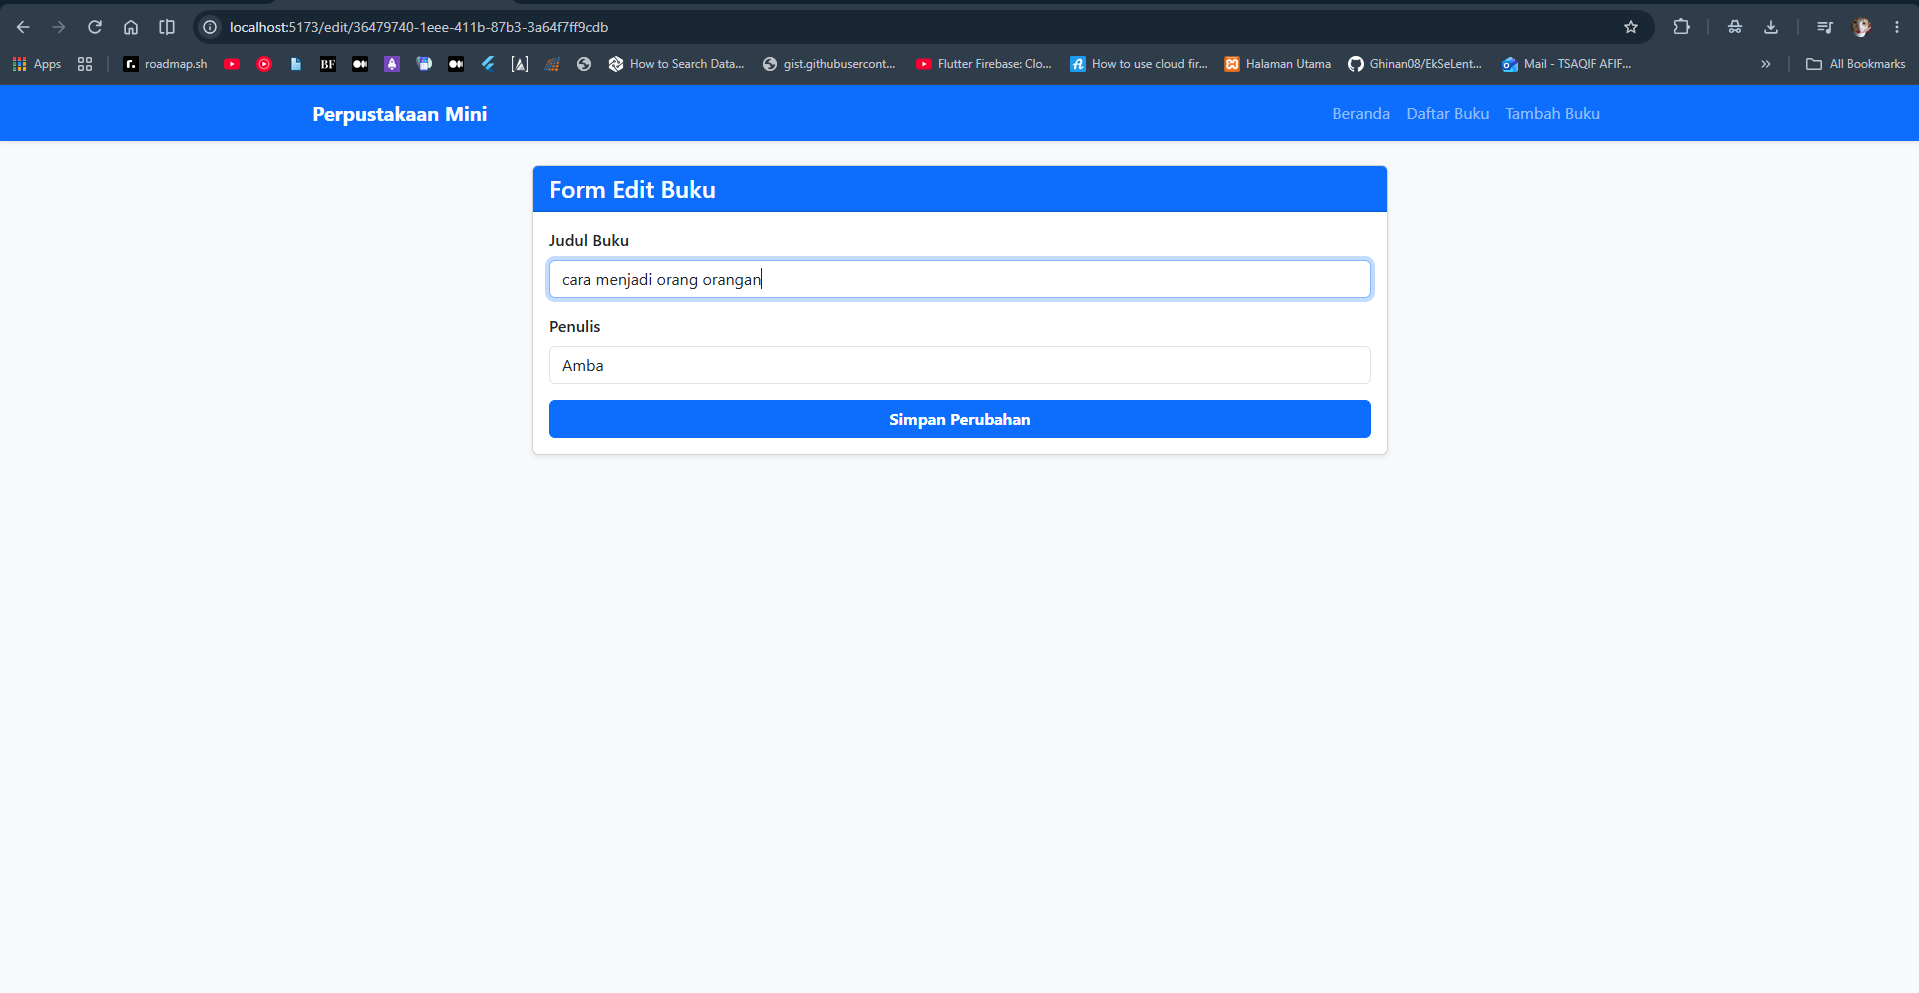 localhost:5173/edit/36479740-1eee-411b-87b3-3a64f7ff9cdb
Apps roadmap.sh BF How to Search Data... gist.githubusercont... Flutter Firebase: Clo... How to use cloud fir... Halaman Utama Ghinan08/EkSeLent... Mail - TSAQIF AFIF... » All Bookmarks
Perpustakaan Mini Beranda Daftar Buku Tambah Buku
Form Edit Buku
Judul Buku
cara menjadi orang orangan
Penulis
Amba
Simpan Perubahan